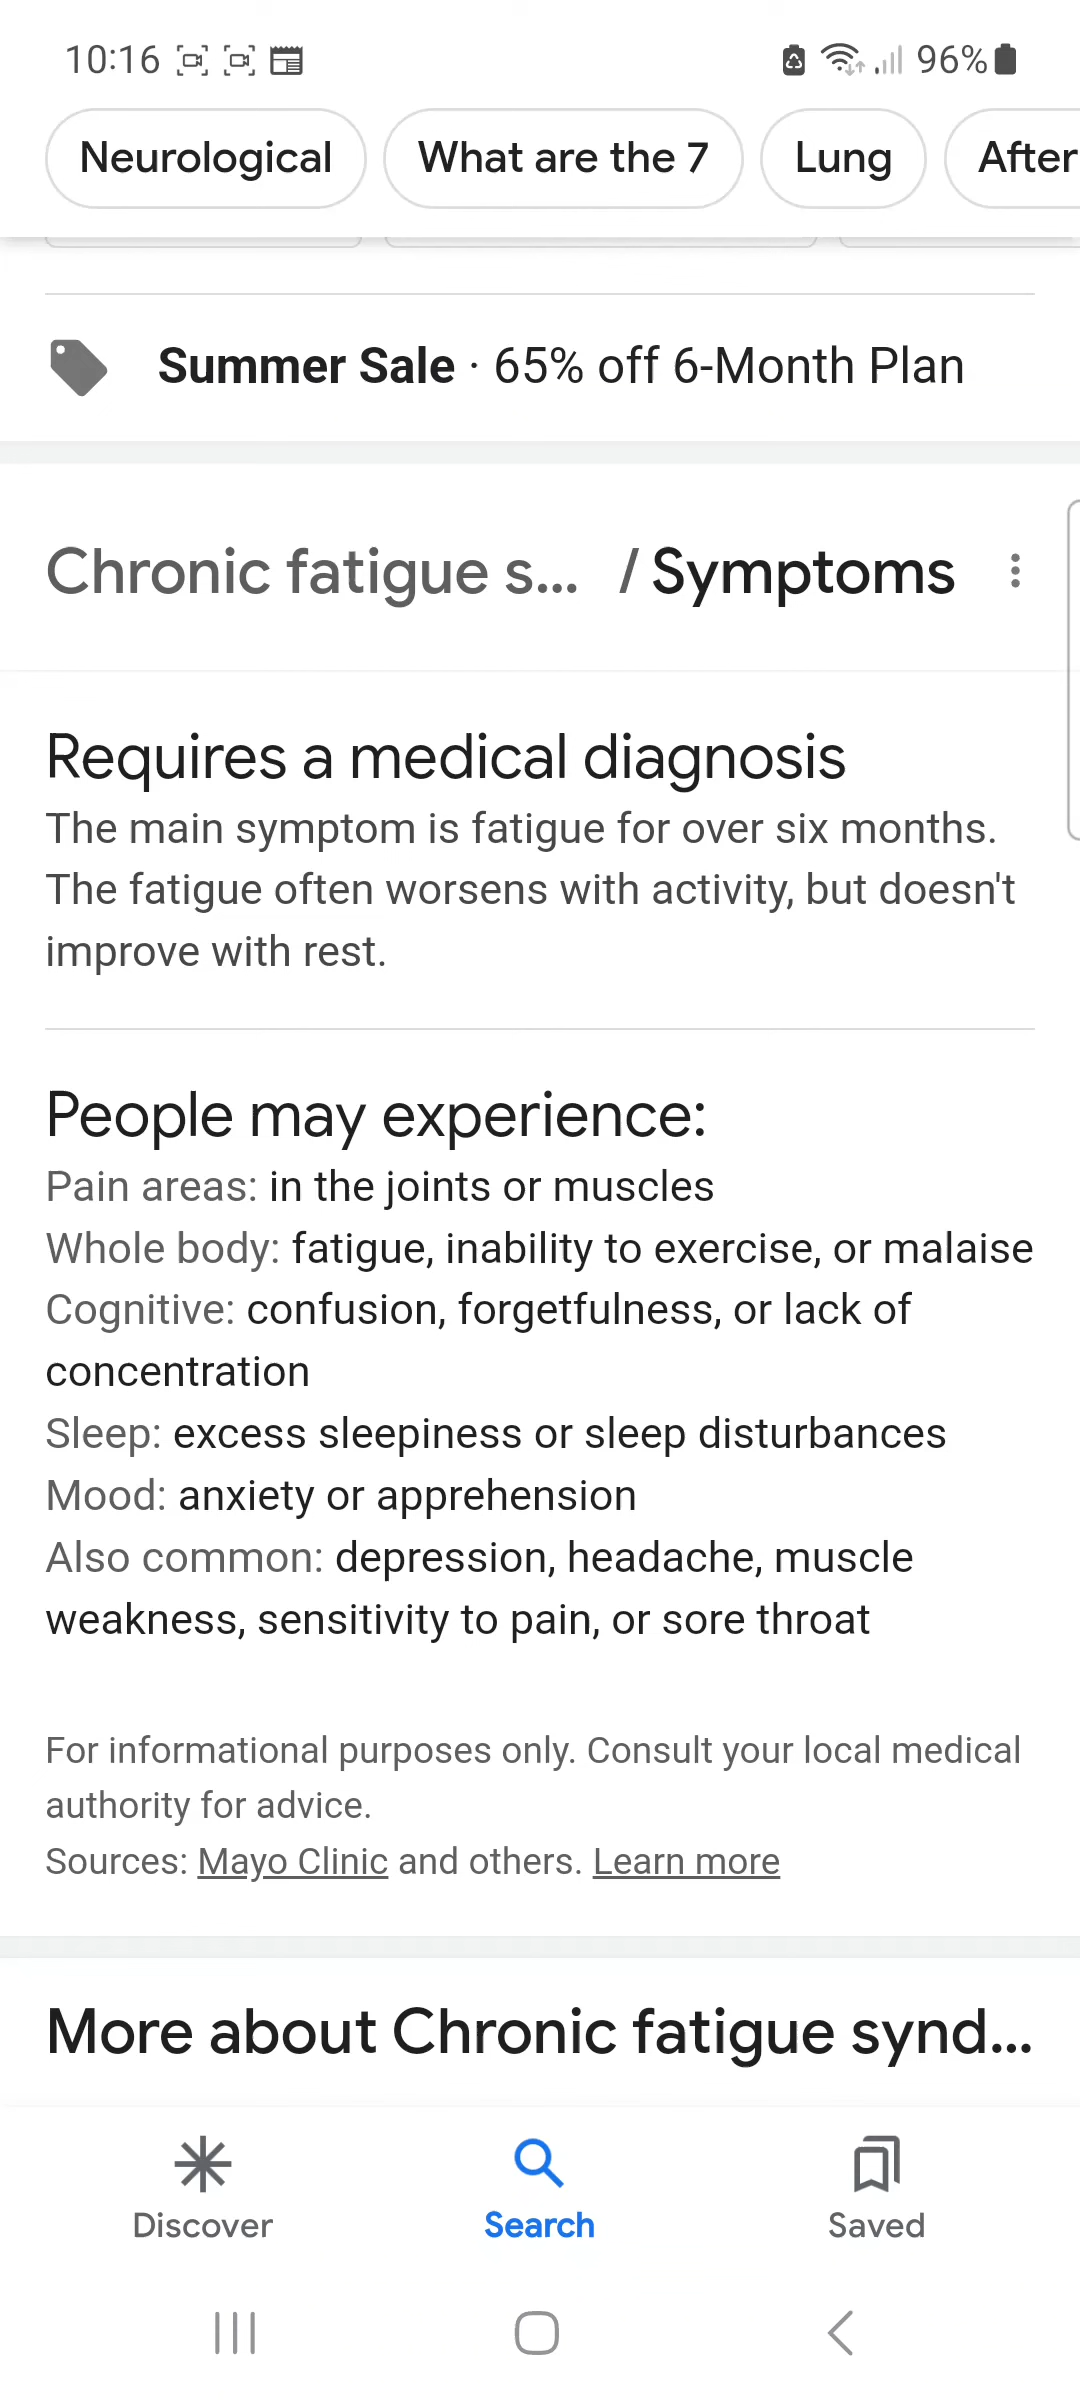 10:16 96%
Neurological What are the 7 Lung After
Summer Sale · 65% off 6-Month Plan
Chronic fatigue s... / Symptoms
Requires a medical diagnosis
The main symptom is fatigue for over six months.
The fatigue often worsens with activity, but doesn't
improve with rest.
People may experience:
Pain areas: in the joints or muscles
Whole body: fatigue, inability to exercise, or malaise
Cognitive: confusion, forgetfulness, or lack of
concentration
Sleep: excess sleepiness or sleep disturbances
Mood: anxiety or apprehension
Also common: depression, headache, muscle
weakness, sensitivity to pain, or sore throat
For informational purposes only. Consult your local medical
authority for advice.
Sources: Mayo Clinic and others. Learn more
More about Chronic fatigue synd...
Discover Search Saved